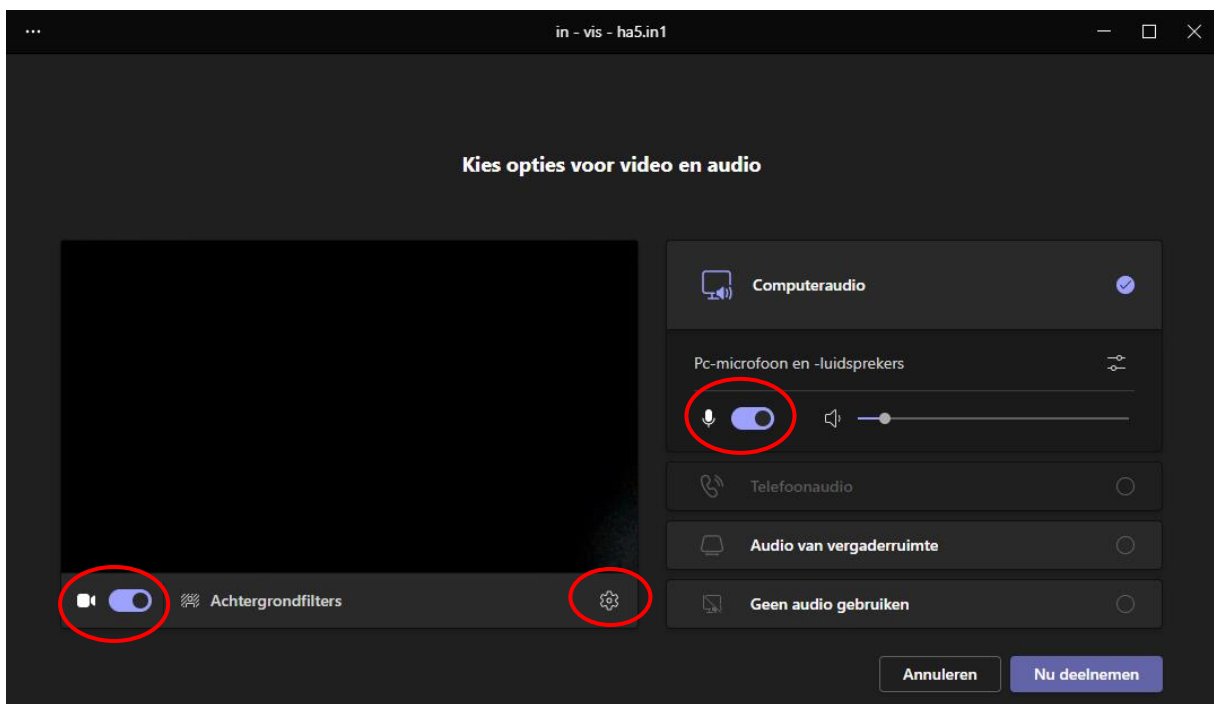 in - vis - ha5.in1
Kies opties voor video en audio
Computeraudio
Pc-microfoon en -luidsprekers
Telefoonaudio
Audio van vergaderruimte
Achtergrondfilters
Geen audio gebruiken
Annuleren
Nu deelnemen